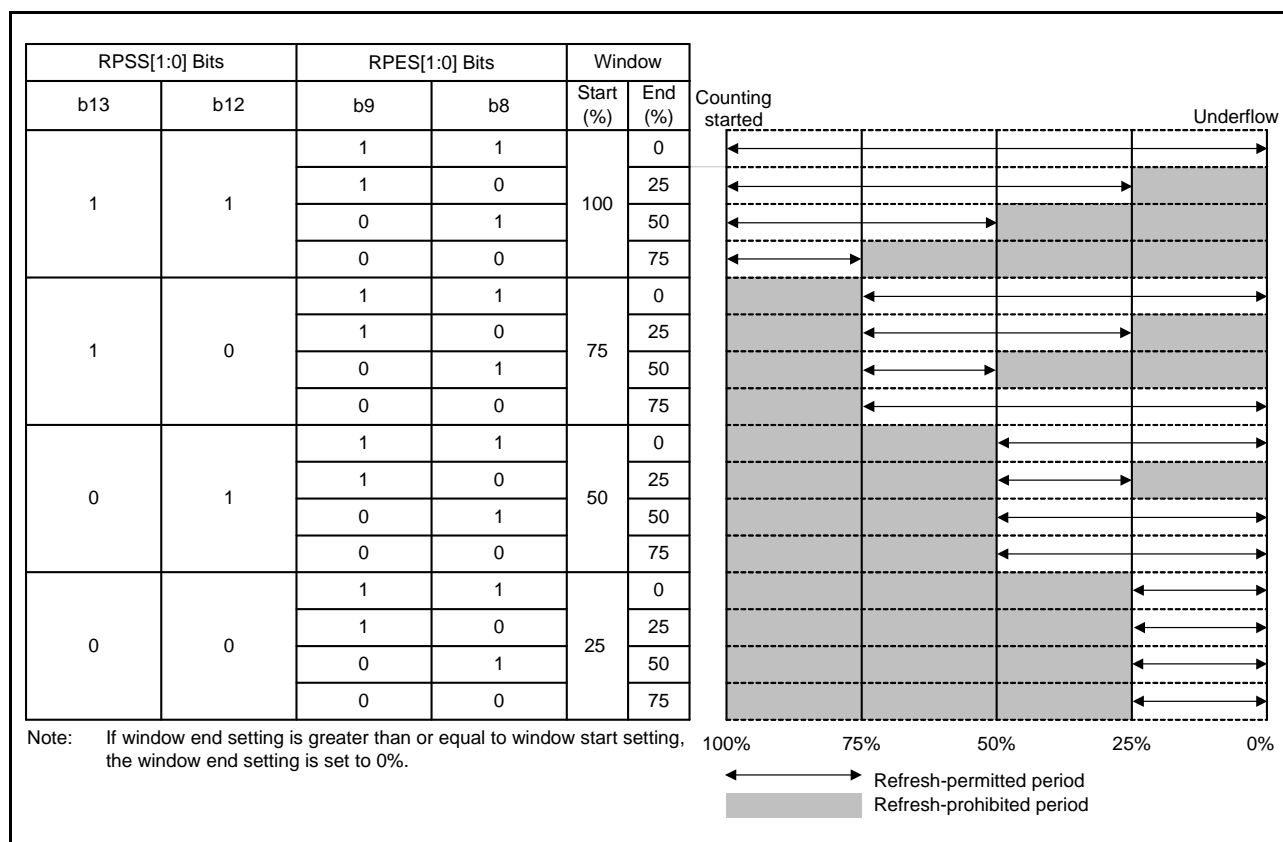 RPSS[1:0] Bits RPES[1:0] Bits Window
b13 b12 b9 b8 Start (%) End (%)
Counting started Underflow
1 1 1 1 100 0
1 0 25
0 1 50
0 0 75
1 0 1 1 75 0
1 0 25
0 1 50
0 0 75
0 1 1 1 50 0
1 0 25
0 1 50
0 0 75
0 0 1 1 25 0
1 0 25
0 1 50
0 0 75
Note: If window end setting is greater than or equal to window start setting,
the window end setting is set to 0%.
100% 75% 50% 25% 0%
Refresh-permitted period
Refresh-prohibited period